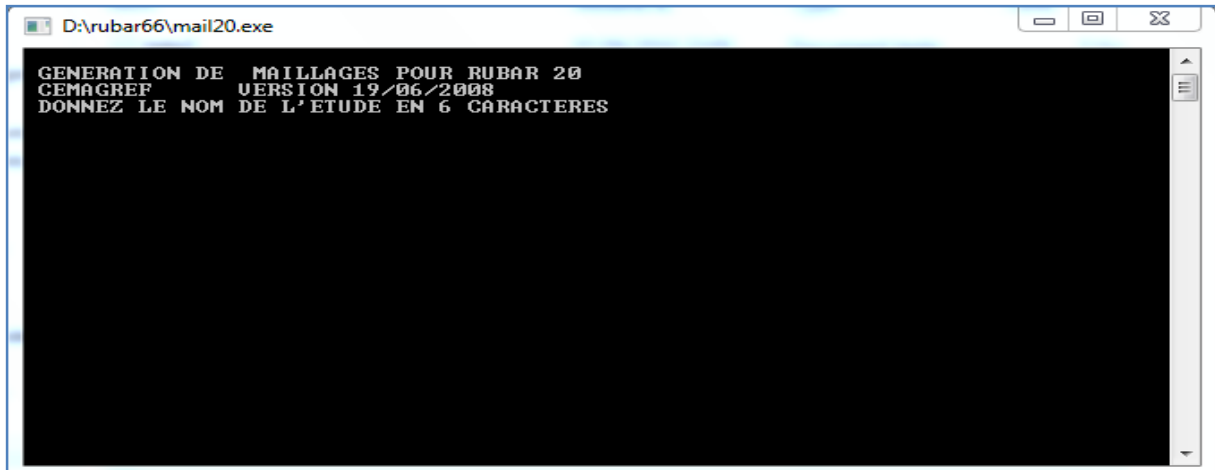 D:\rubar66\mail20.exe
GENERATION DE  MAILLAGES POUR RUBAR 20
CEMAGREF      VERSION 19/06/2008
DONNEZ LE NOM DE L'ETUDE EN 6 CARACTERES